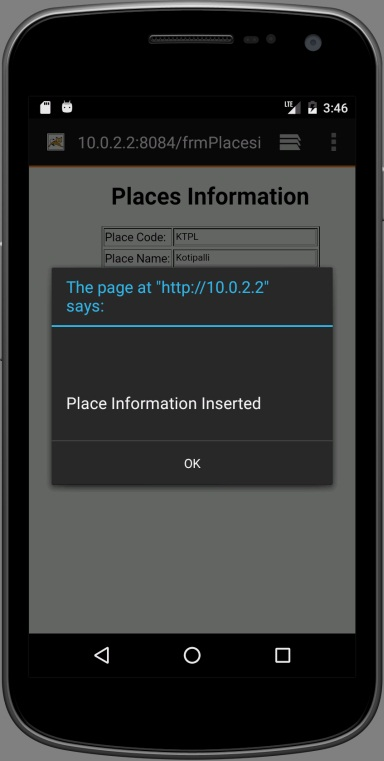 LTE 3:46
10.0.2.2:8084/frmPlacesi
Places Information
Place Code: KTPL
Place Name: Kotipalli
The page at "http://10.0.2.2"
says:
Place Information Inserted
OK